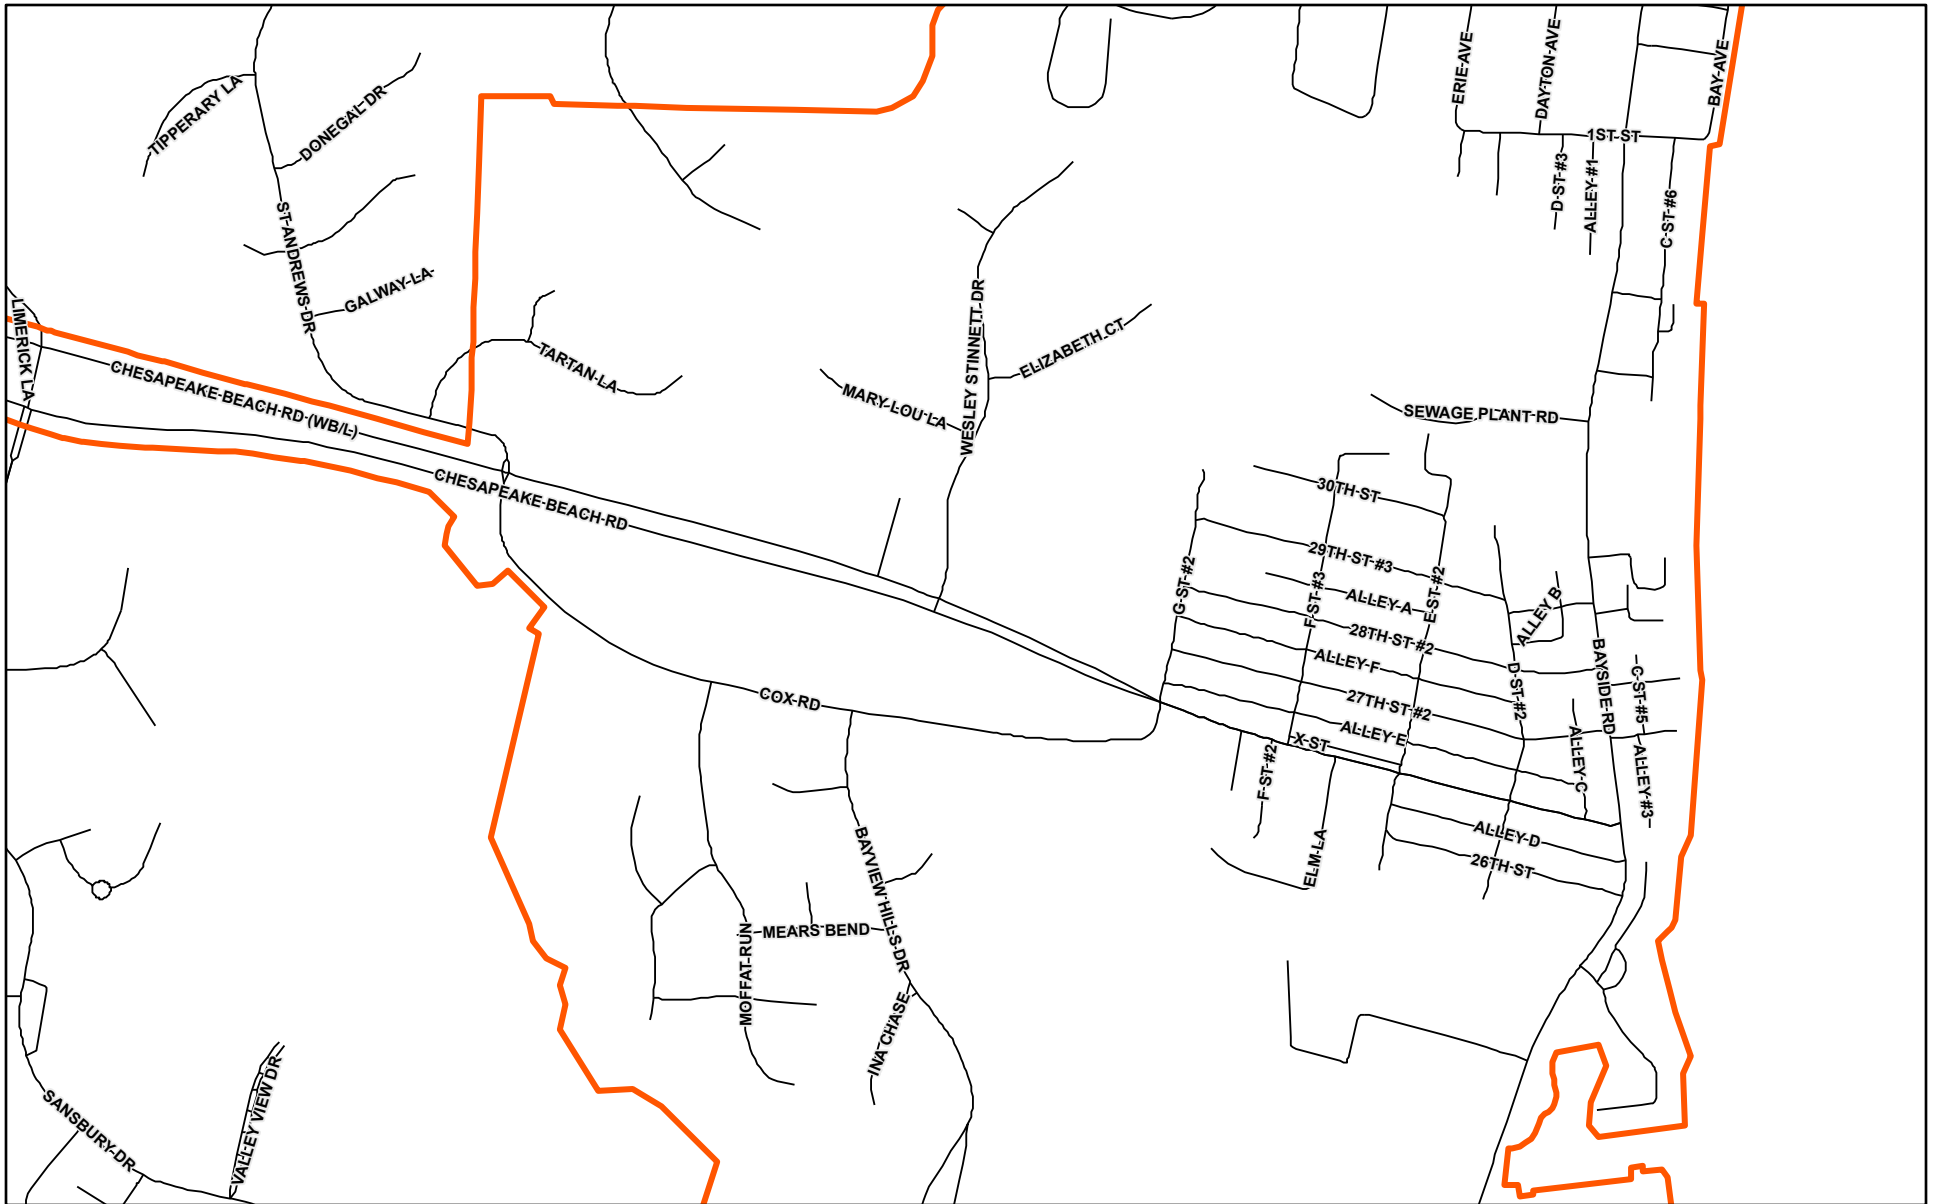 TIPPERARY LA
DONEGAL DR
ST ANDREWS DR
GALWAY LA
LIMERICK LA
CHESAPEAKE BEACH RD (WB/L)
TARTAN LA
CHESAPEAKE BEACH RD
MARY LOU LA
WESLEY STINNETT DR
ELIZABETH CT
ERIE AVE
DAYTON AVE
BAY AVE
1ST ST
D ST #3
ALLEY #1
C ST #6
SEWAGE PLANT RD
30TH ST
29TH ST #3
G ST #2
F ST #3
E ST #2
ALLEY A
ALLEY B
28TH ST #2
ALLEY F
27TH ST #2
D ST #2
BAYSIDE RD
C ST #5
ALLEY E
X ST
ALLEY C
ALLEY #3
COX RD
F ST #2
ELM LA
ALLEY D
26TH ST
BAYVIEW HILLS DR
MEARS BEND
MOFFAT RUN
INA CHASE
VALLEY VIEW DR
SANSBURY DR